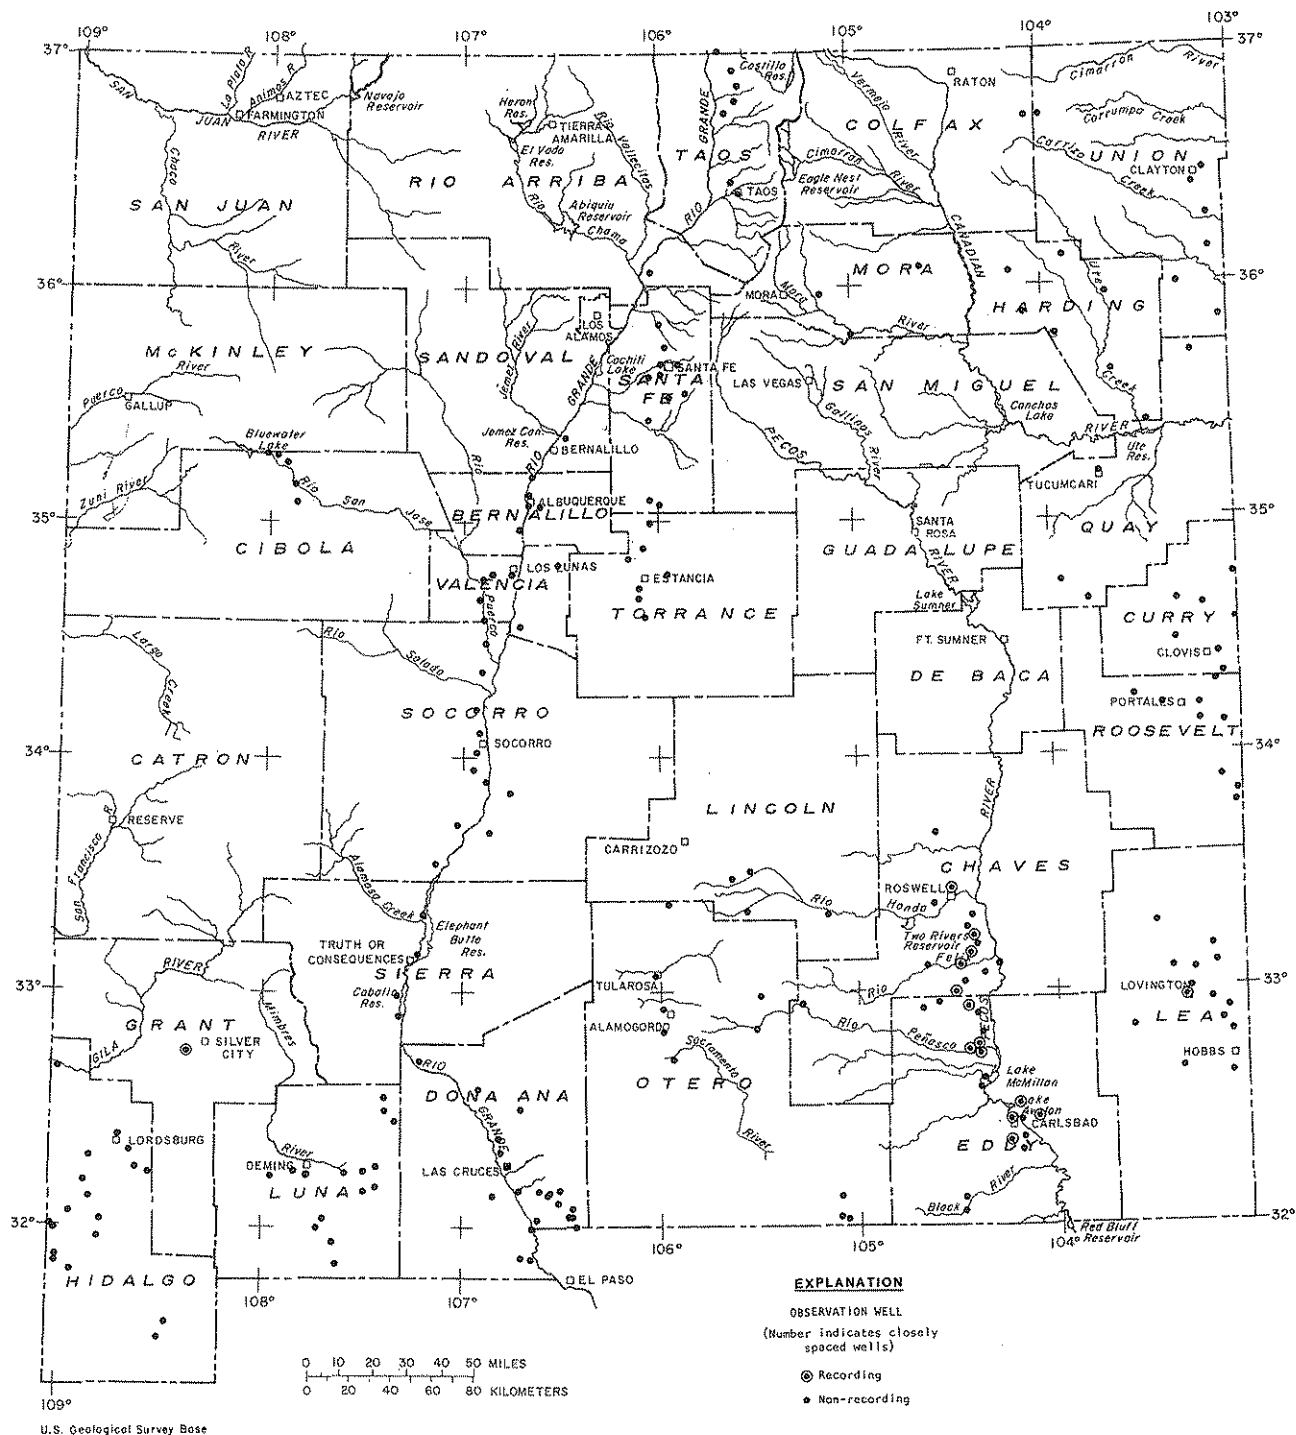 109° 108° 106° 105° 104° 103°
37° 37°
La Plata R
Animas R
SAN
JUAN
RIVER
AZTEC
FARMINGTON
Navajo
Reservoir
Heron
Res.
TIERRA
AMARILLA
El Vado
Res.
Rio Vallecitos
Costilla
Res.
GRANDE
Vermejo
River
RATON
Cimarron
River
COLFAX
Corrumpa Creek
Carrizo
Creek
UNION
CLAYTON
TAOS
TAOS
Cimarron
River
Eagle Nest
Reservoir
Chaco
SAN JUAN
RIO ARRIBA
Abiquiu
Reservoir
Rio
Chama
RIO
CANADIAN
River
MORA
MORA
Mora
River
Ute
HARDING
Creek
36° 36°
McKINLEY
Puerco
River
GALLUP
SANDOVAL
Jemez River
LOS
ALAMOS
Cochiti
Lake
GRANDE
SANTA FE
SANTA
FE
LAS VEGAS
SAN MIGUEL
Gallinas
River
Conchas
Lake
RIVER
Ute
Res.
PECOS
Jemez Can.
Res.
BERNALILLO
Bluewater
Lake
Zuni River
Rio
San
Jose
Rio
RIO
ALBUQUERQUE
BERNALILLO
TUCUMCARI
35° 35°
QUAY
CIBOLA
SANTA
ROSA
GUADALUPE
RIVER
LOS LUNAS
VALENCIA
Puerco
ESTANCIA
TORRANCE
Lake
Sumner
CURRY
CLOVIS
FT. SUMNER
DE BACA
Largo
Creek
Rio
Salado
SOCORRO
SOCORRO
PORTALES
ROOSEVELT
34° 34°
CATRON
RESERVE
San Francisco
R
LINCOLN
CARRIZOZO
RIVER
CHAVES
ROSWELL
Rio
Hondo
Alamosa Creek
Elephant
Butte
Res.
TRUTH OR
CONSEQUENCES
SIERRA
Caballo
Res.
Two Rivers
Reservoir
Felix
Rio
33° 33°
RIVER
Mimbres
TULAROSA
ALAMOGORDO
LOVINGTON
LEA
GRANT
SILVER
CITY
GILA
Rio
Peñasco
PECOS
Sacramento
River
OTERO
HOBBS
RIO
DONA ANA
GRANDE
Lake
McMillan
Lake
Avalon
CARLSBAD
EDDY
LORDSBURG
DEMING
River
LUNA
LAS CRUCES
Black
River
32° 32°
Red Bluff
Reservoir
106° 105° 104°
HIDALGO
EL PASO
108° 107°
109°
EXPLANATION
OBSERVATION WELL
(Number indicates closely
spaced wells)
Recording
Non-recording
0 10 20 30 40 50 MILES
0 20 40 60 80 KILOMETERS
U.S. Geological Survey Base